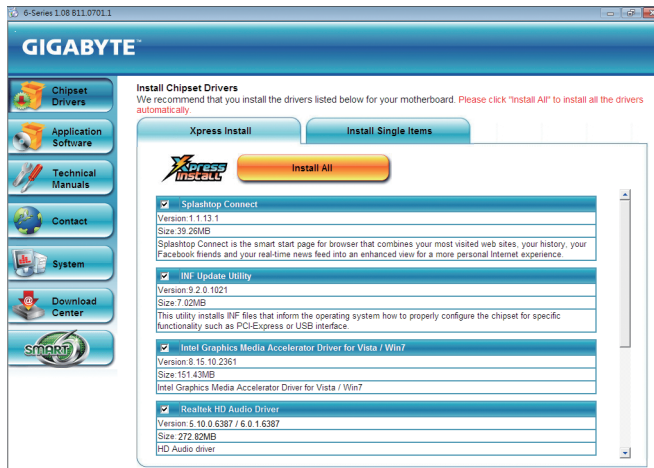 6-Series 1.08 B11.0701.1
GIGABYTE™
Chipset
Drivers
Application
Software
Technical
Manuals
Contact
System
Download
Center
SMART
Install Chipset Drivers
We recommend that you install the drivers listed below for your motherboard. Please click "Install All" to install all the drivers
automatically.
Xpress Install
Install Single Items
Xpress
Install
Install All
Splashtop Connect
Version:1.1.13.1
Size:39.26MB
Splashtop Connect is the smart start page for browser that combines your most visited web sites, your history, your
Facebook friends and your real-time news feed into an enhanced view for a more personal Internet experience.
INF Update Utility
Version:9.2.0.1021
Size:7.02MB
This utility installs INF files that inform the operating system how to properly configure the chipset for specific
functionality such as PCI-Express or USB interface.
Intel Graphics Media Accelerator Driver for Vista / Win7
Version:8.15.10.2361
Size:151.43MB
Intel Graphics Media Accelerator Driver for Vista / Win7
Realtek HD Audio Driver
Version:5.10.0.6387 / 6.0.1.6387
Size:272.82MB
HD Audio driver